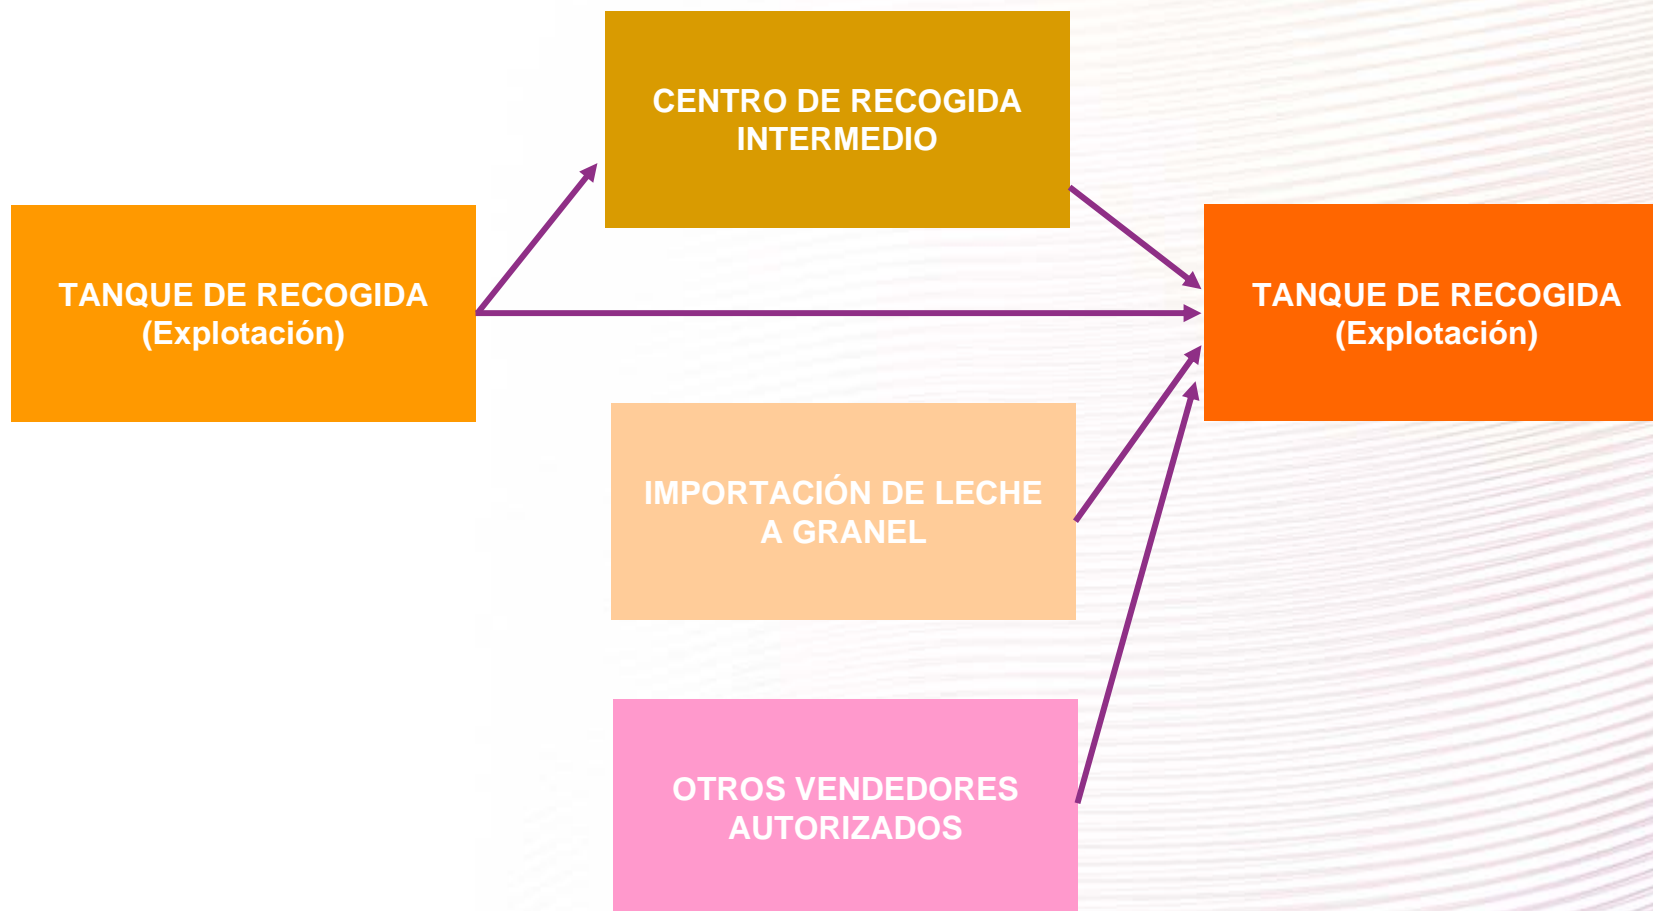 CENTRO DE RECOGIDA
INTERMEDIO
TANQUE DE RECOGIDA
(Explotación)
TANQUE DE RECOGIDA
(Explotación)
IMPORTACIÓN DE LECHE
A GRANEL
OTROS VENDEDORES
AUTORIZADOS